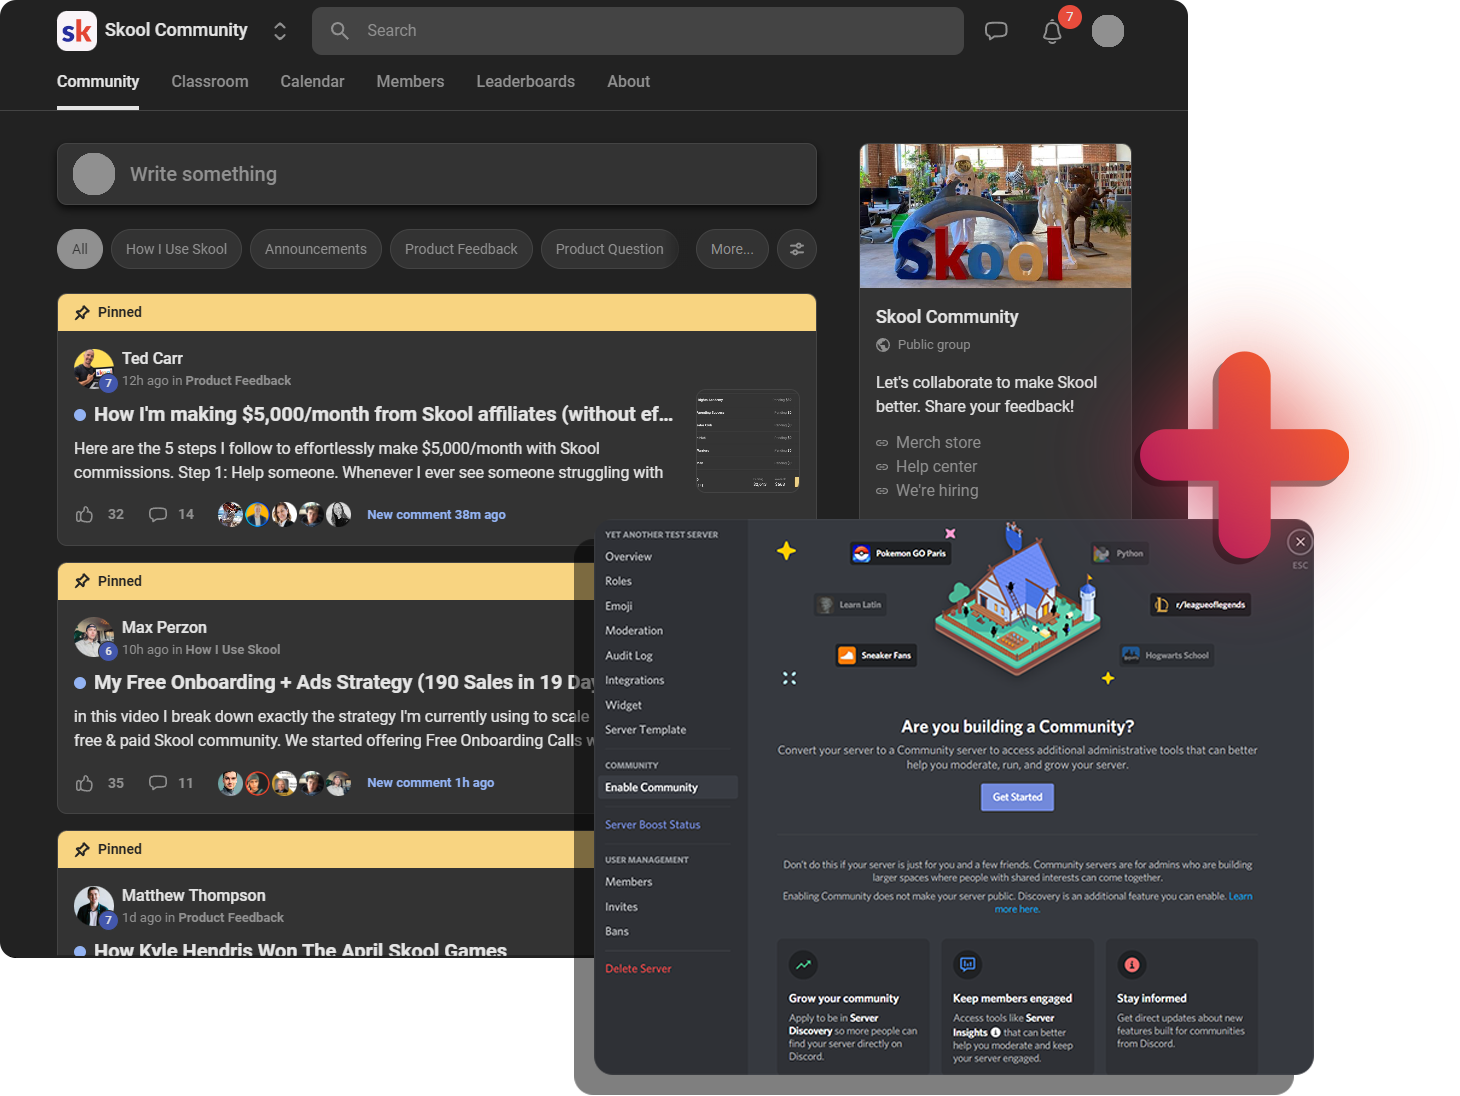 sk Skool Community
Search
7
Community Classroom Calendar Members Leaderboards About
Write something
All How I Use Skool Announcements Product Feedback Product Question More...
Skool
Pinned
Ted Carr
7 12h ago in Product Feedback
How I'm making $5,000/month from Skool affiliates (without ef...
Here are the 5 steps I follow to effortlessly make $5,000/month with Skool
commissions. Step 1: Help someone. Whenever I ever see someone struggling with
32 14 New comment 38m ago
Skool Community
Public group
Let's collaborate to make Skool
better. Share your feedback!
Merch store
Help center
We're hiring
Pinned
Max Perzon
6 10h ago in How I Use Skool
My Free Onboarding + Ads Strategy (190 Sales in 19 Day
in this video I break down exactly the strategy I'm currently using to scale
free & paid Skool community. We started offering Free Onboarding Calls w
35 11 New comment 1h ago
Pinned
Matthew Thompson
7 1d ago in Product Feedback
How Kyle Hendris Won The April Skool Games
YET ANOTHER TEST SERVER
Overview
Roles
Emoji
Moderation
Audit Log
Integrations
Widget
Server Template
COMMUNITY
Enable Community
Server Boost Status
USER MANAGEMENT
Members
Invites
Bans
Delete Server
Pokemon GO Paris
Python
Learn Latin
r/leagueoflegends
Sneaker Fans
Hogwarts School
ESC
Are you building a Community?
Convert your server to a Community server to access additional administrative tools that can better
help you moderate, run, and grow your server.
Get Started
Don't do this if your server is just for you and a few friends. Community servers are for admins who are building
larger spaces where people with shared interests can come together.
Enabling Community does not make your server public. Discovery is an additional feature you can enable. Learn
more here.
Grow your community
Apply to be in Server
Discovery so more people can
find your server directly on
Discord.
Keep members engaged
Access tools like Server
Insights that can better
help you moderate and keep
your server engaged.
Stay informed
Get direct updates about new
features built for communities
from Discord.